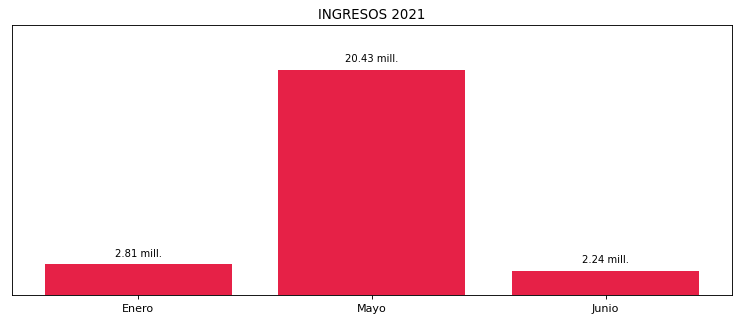 INGRESOS 2021
20.43 mill.
2.81 mill.
2.24 mill.
Enero
Mayo
Junio